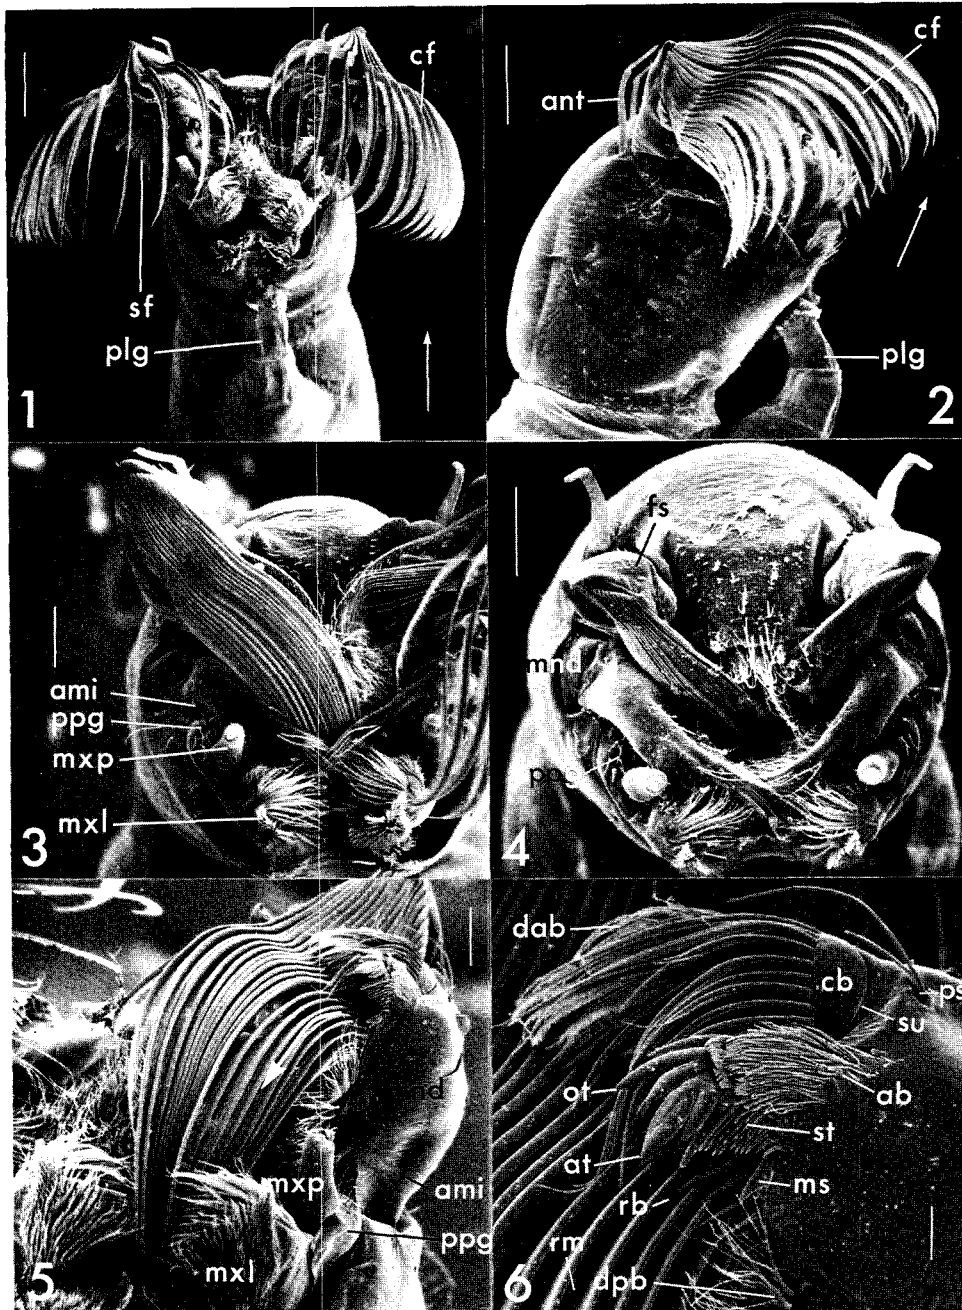 cf
sf
plg
1
cf
ant
plg
2
ami
ppg
mxp
mxl
3
fs
mnd
4
mxp
ami
ppg
mxl
5
dab
cb
ps
su
ab
ot
st
at
ms
rb
rm
dpb
6